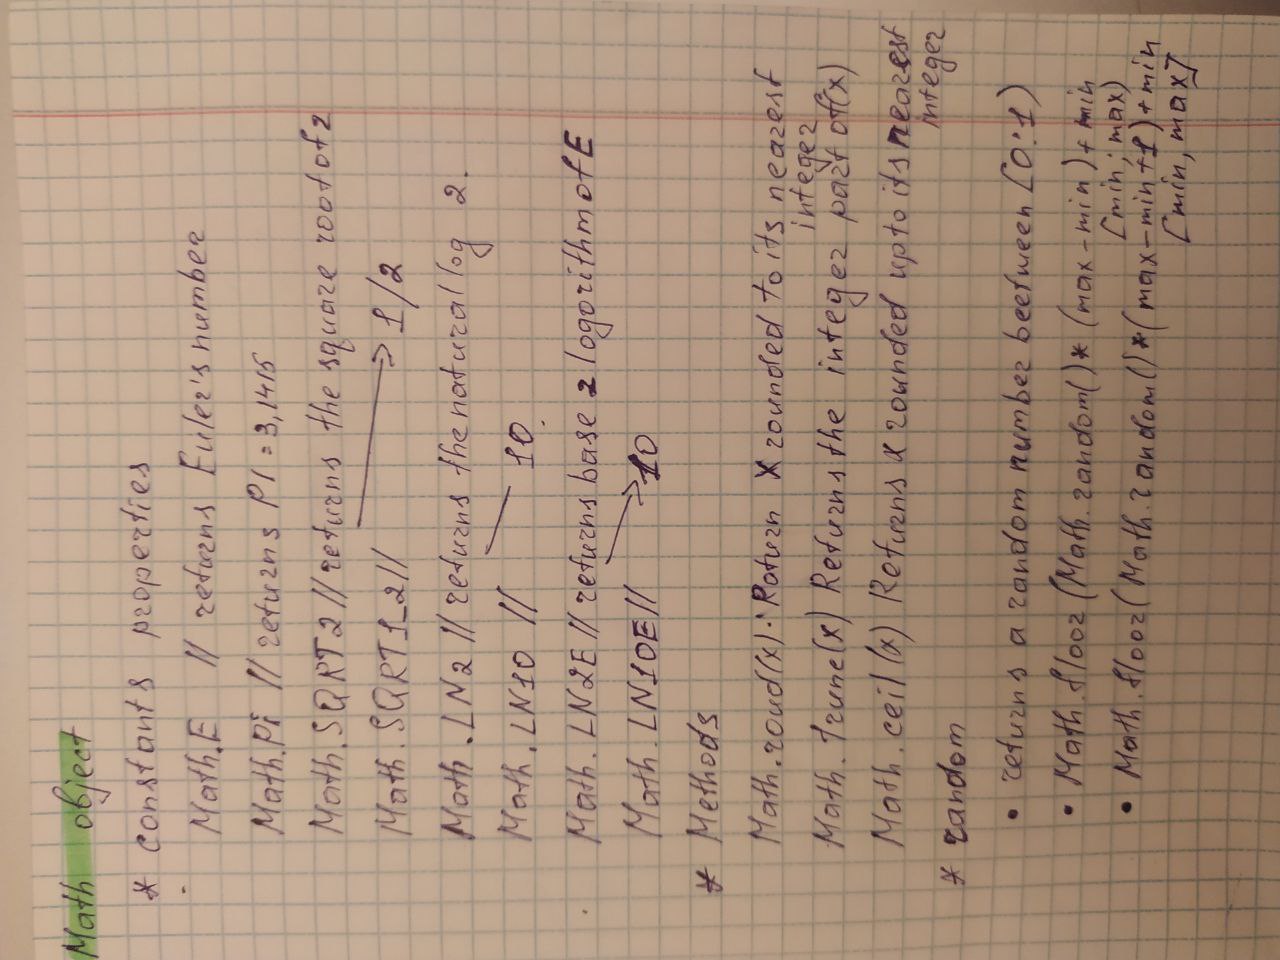 Math object
* constants properties
Math.E // returns Euler's number
Math.Pi // returns PI = 3,1415
Math.SQRT2 // returns the square root of 2
Math.SQRT1_2 // → 1/2
Math.LN2 // returns the natural log 2.
Math.LN10 // 10.
Math.LN2E // returns base 2 logorithm of E
Math.LN10E // → 10
* Methods
Math.round(x). Return x rounded to its nearest
integer
Math.trunc(x) Returns the integer part of (x)
Math.ceil(x) Returns x rounded up to its nearest
integer
* random
• returns a random number beetween [0:1)
• Math.floor(Math.random()*(max-min)+min
[min; max)
• Math.floor(Math.random()*(max-min+1)+min
[min, max]